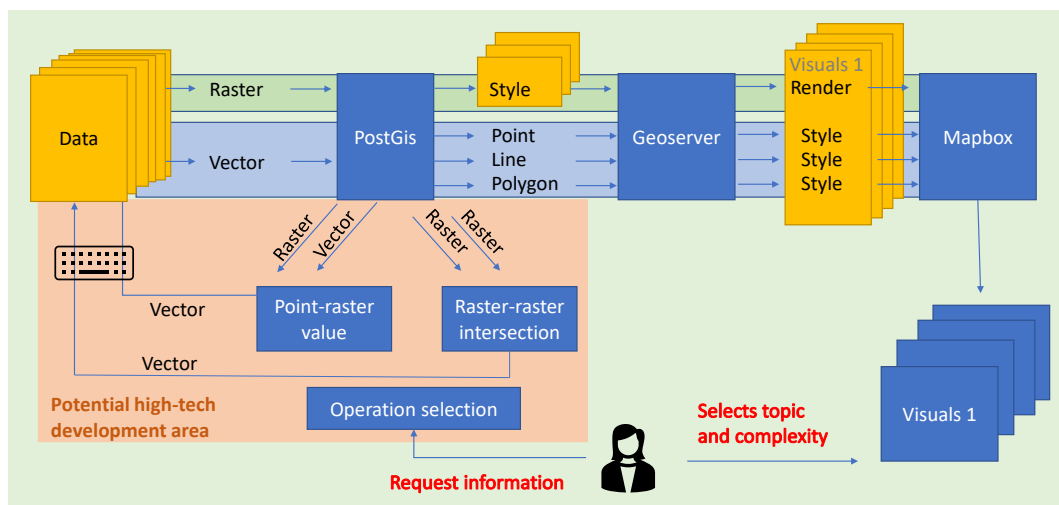 Visuals 1
Data
Raster
PostGis
Style
Geoserver
Render
Mapbox
Vector
Point
Line
Polygon
Style
Style
Style
Raster
Vector
Raster
Raster
Point-raster
value
Raster-raster
intersection
Vector
Vector
Potential high-tech
development area
Operation selection
Request information
Selects topic
and complexity
Visuals 1